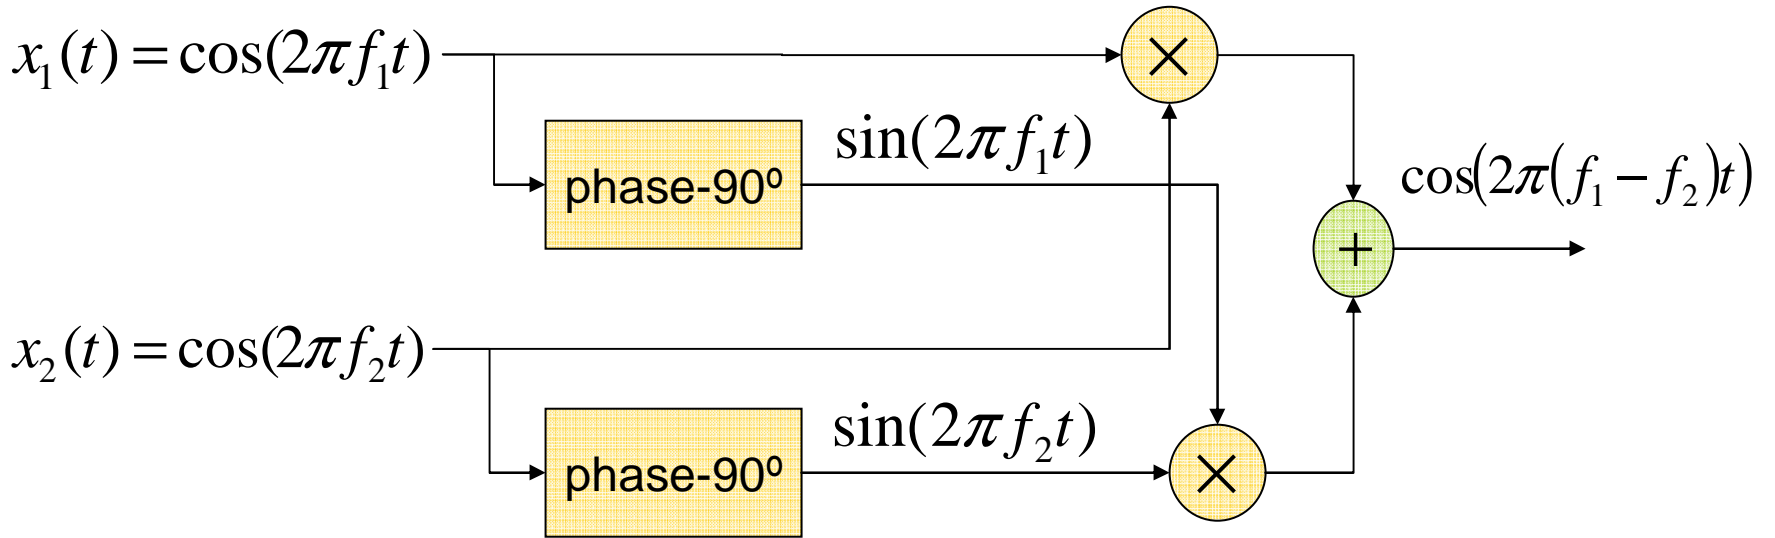 x₁(t) = cos(2πf₁t)
×
sin(2πf₁t)
phase-90º
cos(2π(f₁ − f₂)t)
+
x₂(t) = cos(2πf₂t)
sin(2πf₂t)
phase-90º
×